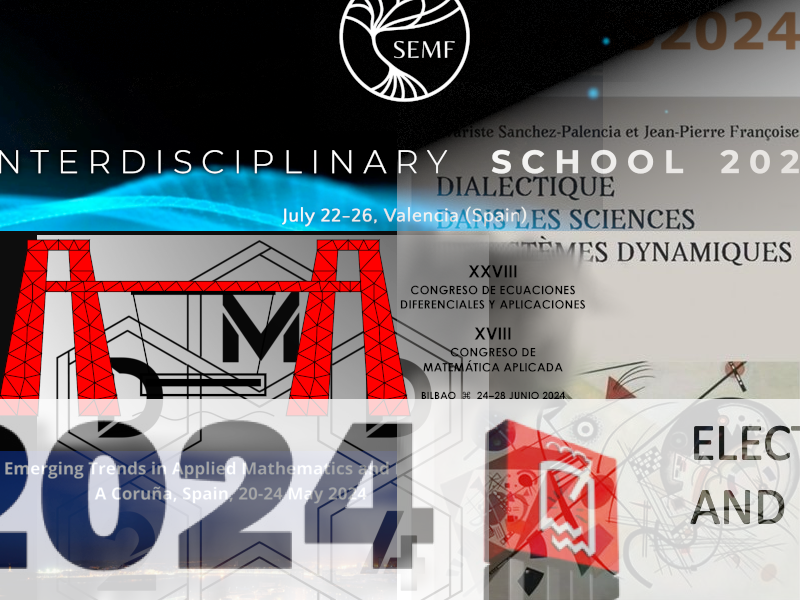 SEMF
2024
NTERDISCIPLINARY SCHOOL 202
Sanchez-Palencia et Jean-Pierre Françoise
DIALECTIQUE
DANS LES SCIENCES
July 22-26, Valencia (Spain)
DYNAMIQUES
XXVIII
CONGRESO DE ECUACIONES
DIFERENCIALES Y APLICACIONES
XVIII
CONGRESO DE
MATEMÁTICA APLICADA
BILBAO ⌘ 24-28 JUNIO 2024
M
2024
Emerging Trends in Applied Mathematics and
A Coruña, Spain, 20-24 May 2024
ELECT
AND